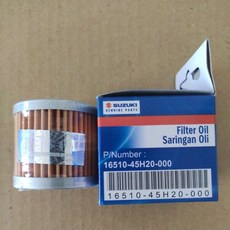 SUZUKI
GENUINE PARTS
Filter Oil
Saringan Oli
P/Number :
16510-45H20-000
16510-45H20-000